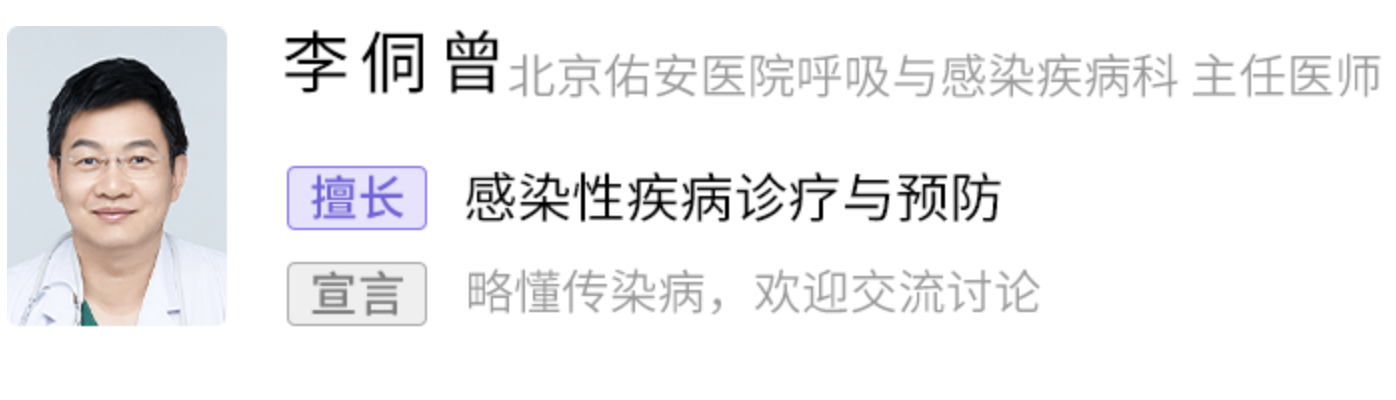 李侗曾 北京佑安医院呼吸与感染疾病科 主任医师
擅长 感染性疾病诊疗与预防
宣言 略懂传染病，欢迎交流讨论